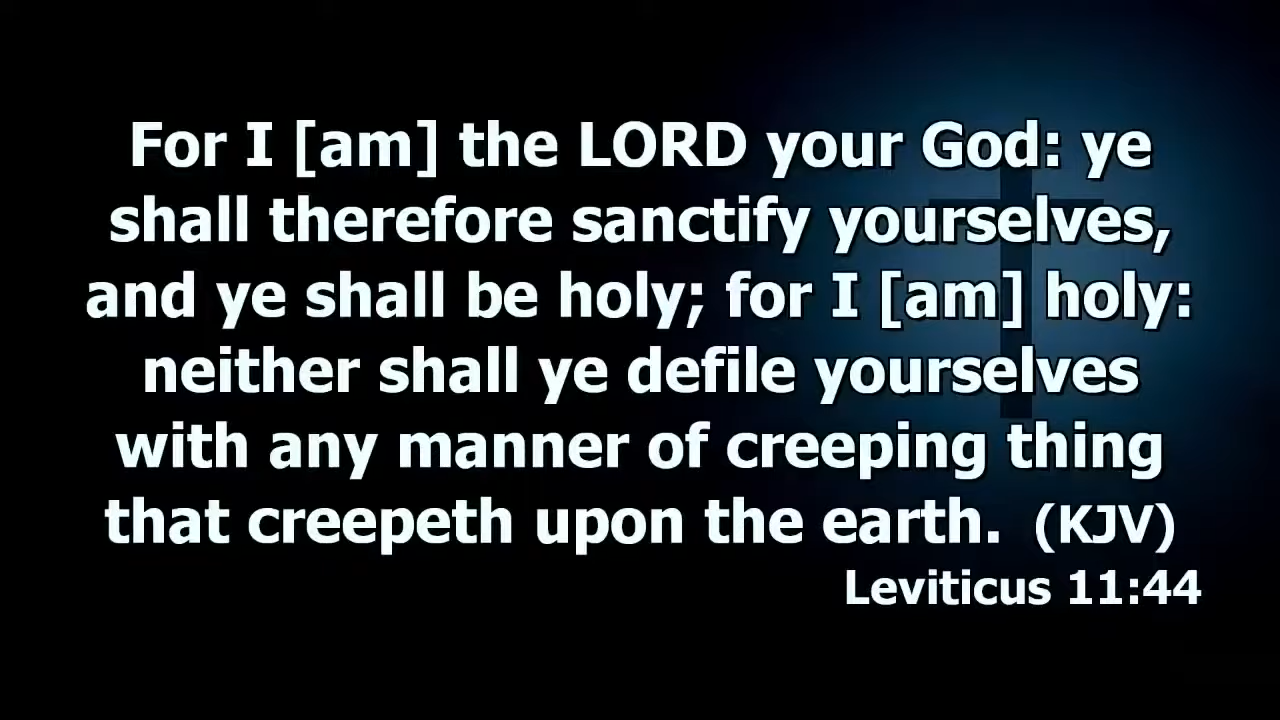 For I [am] the LORD your God: ye
shall therefore sanctify yourselves,
and ye shall be holy; for I [am] holy:
neither shall ye defile yourselves
with any manner of creeping thing
that creepeth upon the earth. (KJV)
Leviticus 11:44